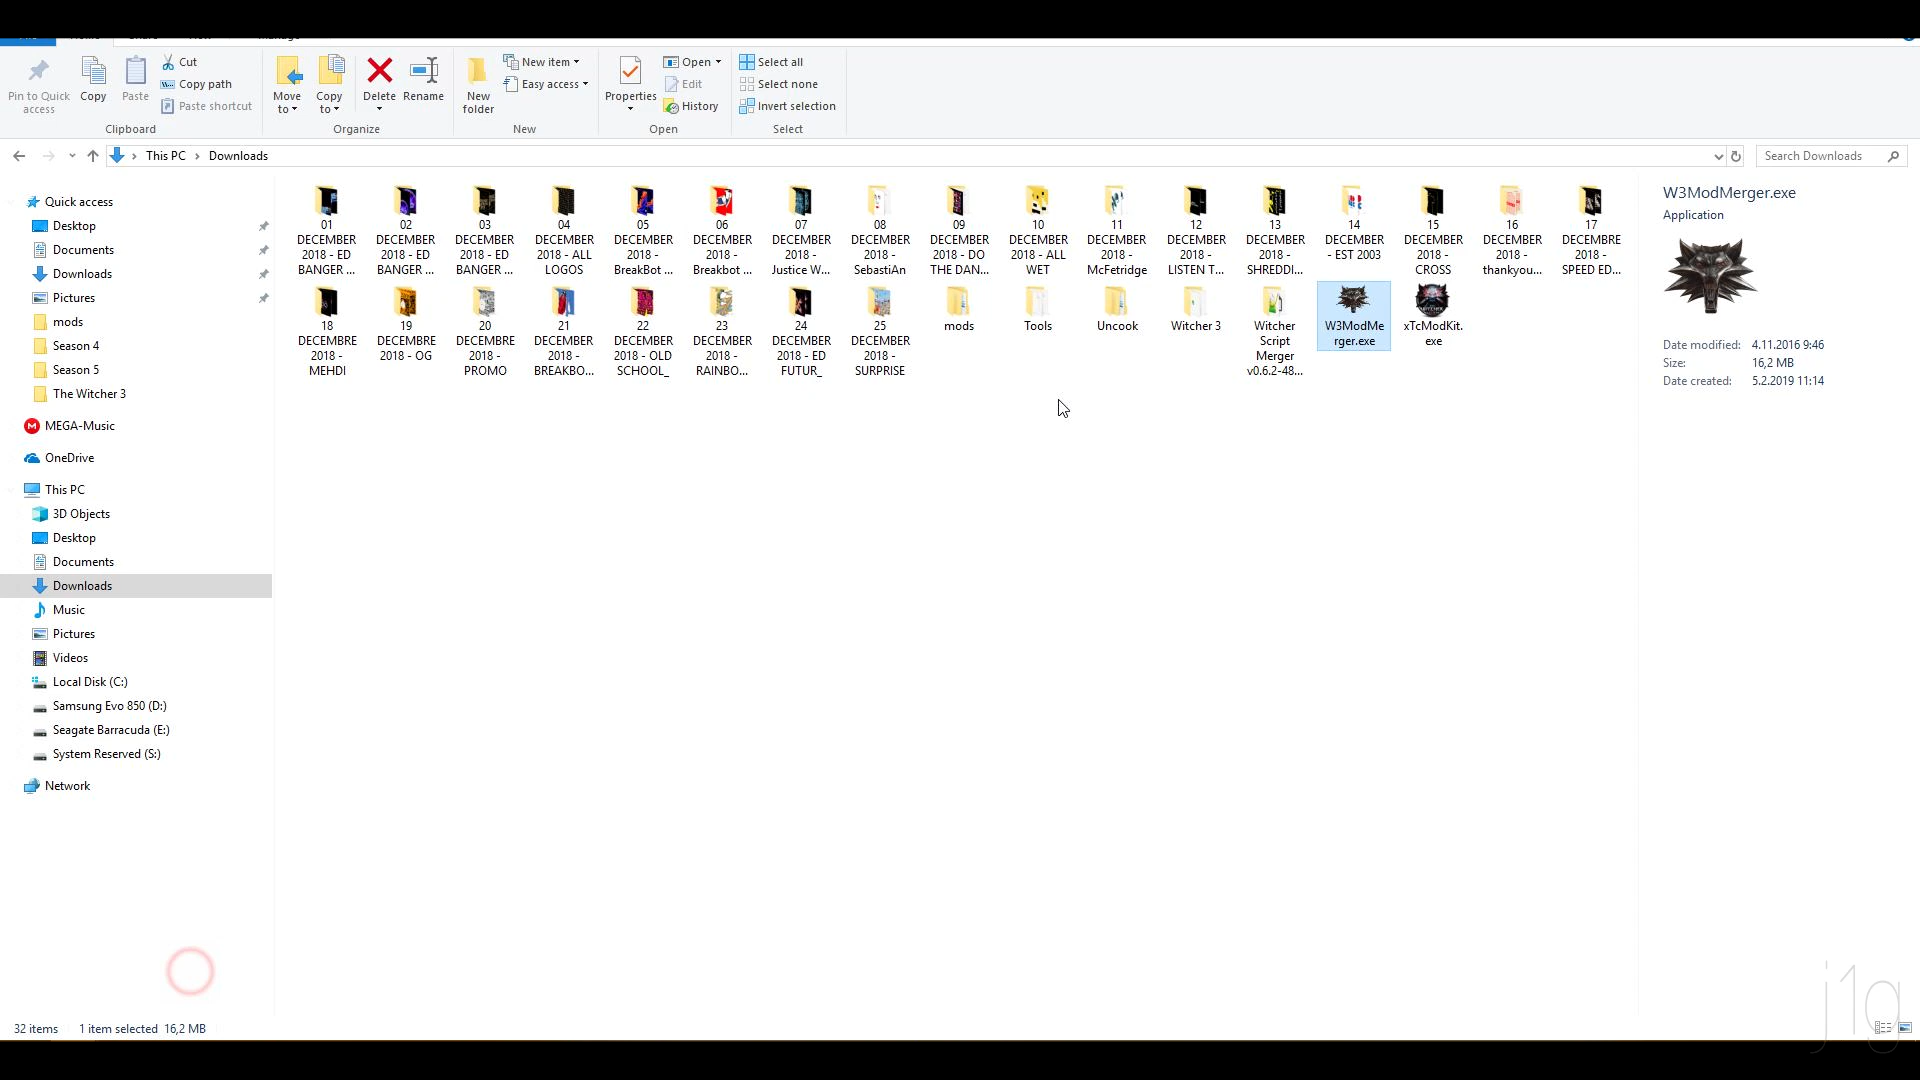 Pin to Quick
access
Copy
Paste
Cut
Copy path
Paste shortcut
Clipboard
Move
to
Copy
to
Delete
Rename
Organize
New
folder
New item
Easy access
New
Properties
Open
Edit
History
Open
Select all
Select none
Invert selection
Select
This PC
Downloads
Search Downloads
Quick access
Desktop
Documents
Downloads
Pictures
mods
Season 4
Season 5
The Witcher 3
MEGA-Music
OneDrive
This PC
3D Objects
Desktop
Documents
Downloads
Music
Pictures
Videos
Local Disk (C:)
Samsung Evo 850 (D:)
Seagate Barracuda (E:)
System Reserved (S:)
Network
01
DECEMBER
2018 - ED
BANGER ...
02
DECEMBER
2018 - ED
BANGER ...
03
DECEMBER
2018 - ED
BANGER ...
04
DECEMBER
2018 - ALL
LOGOS
05
DECEMBER
2018 -
BreakBot ...
06
DECEMBER
2018 -
Breakbot ...
07
DECEMBER
2018 -
Justice W...
08
DECEMBER
2018 -
SebastiAn
09
DECEMBER
2018 - DO
THE DAN...
10
DECEMBER
2018 - ALL
WET
11
DECEMBER
2018 -
McFetridge
12
DECEMBER
2018 -
LISTEN T...
13
DECEMBER
2018 -
SHREDDI...
14
DECEMBER
- EST 2003
15
DECEMBER
2018 -
CROSS
16
DECEMBER
2018 -
thankyou...
17
DECEMBRE
2018 -
SPEED ED...
18
DECEMBRE
2018 -
MEHDI
19
DECEMBRE
2018 - OG
20
DECEMBRE
2018 -
PROMO
21
DECEMBER
2018 -
BREAKBO...
22
DECEMBER
2018 - OLD
SCHOOL_
23
DECEMBER
2018 -
RAINBO...
24
DECEMBER
2018 - ED
FUTUR_
25
DECEMBER
2018 -
SURPRISE
mods
Tools
Uncook
Witcher 3
Witcher
Script
Merger
v0.6.2-48...
W3ModMe
rger.exe
xTcModKit.
exe
W3ModMerger.exe
Application
Date modified: 4.11.2016 9:46
Size: 16,2 MB
Date created: 5.2.2019 11:14
32 items
1 item selected 16,2 MB
j1g